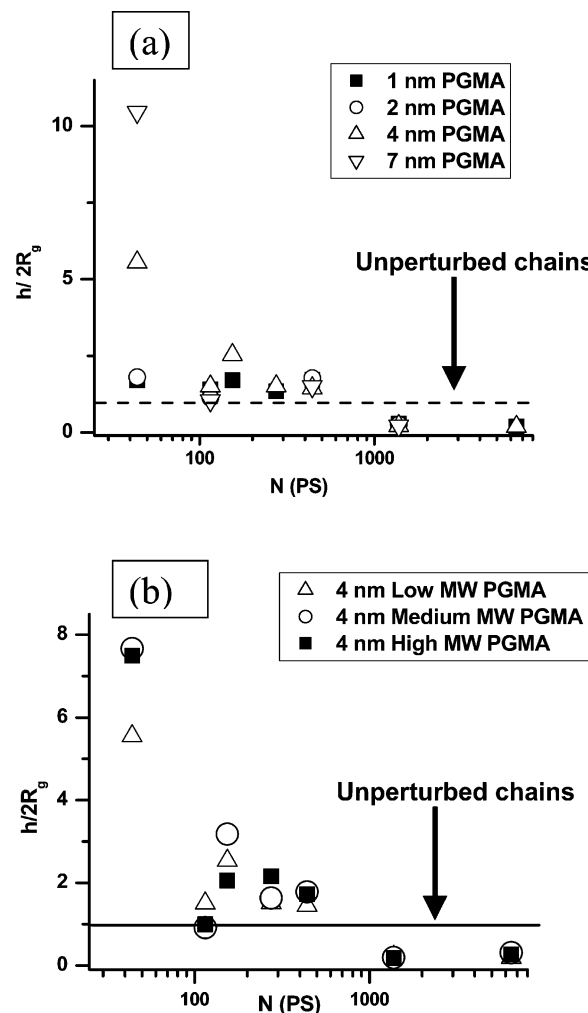 (a)
1 nm PGMA
2 nm PGMA
4 nm PGMA
7 nm PGMA
10
5
0
h/ 2Rg
Unperturbed chains
100
1000
N (PS)
(b)
4 nm Low MW PGMA
4 nm Medium MW PGMA
4 nm High MW PGMA
8
6
4
2
0
h/2Rg
Unperturbed chains
100
1000
N (PS)